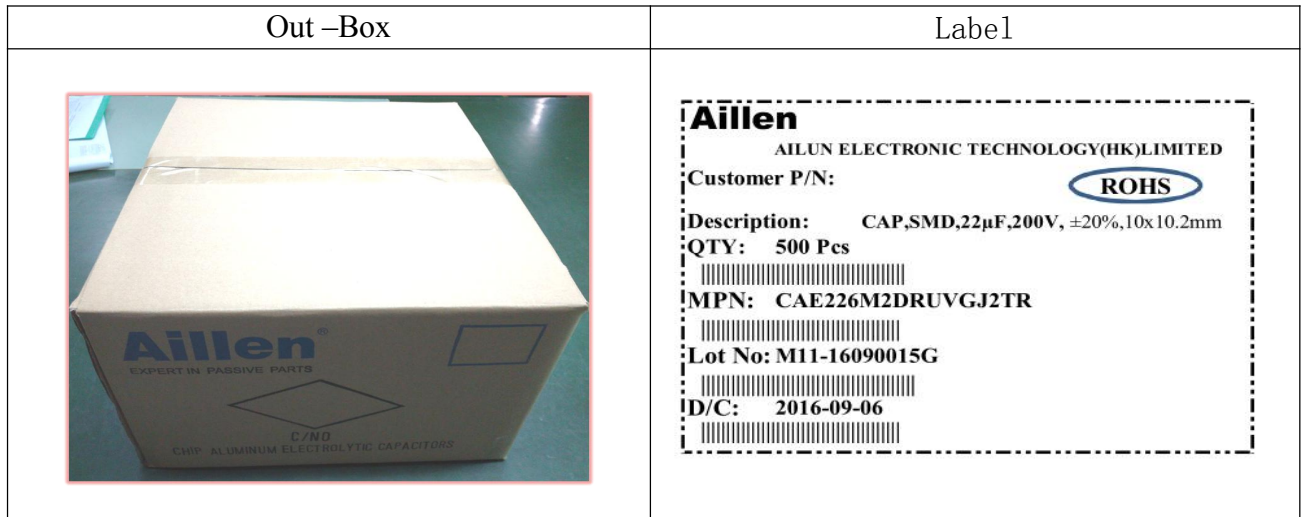 Out –Box
Label
Aillen®
EXPERT IN PASSIVE PARTS
C/NO
CHIP ALUMINUM ELECTROLYTIC CAPACITORS
Aillen
AILUN ELECTRONIC TECHNOLOGY(HK)LIMITED
Customer P/N:
ROHS
Description: CAP,SMD,22μF,200V, ±20%,10x10.2mm
QTY: 500 Pcs
MPN: CAE226M2DRUVGJ2TR
Lot No: M11-16090015G
D/C: 2016-09-06